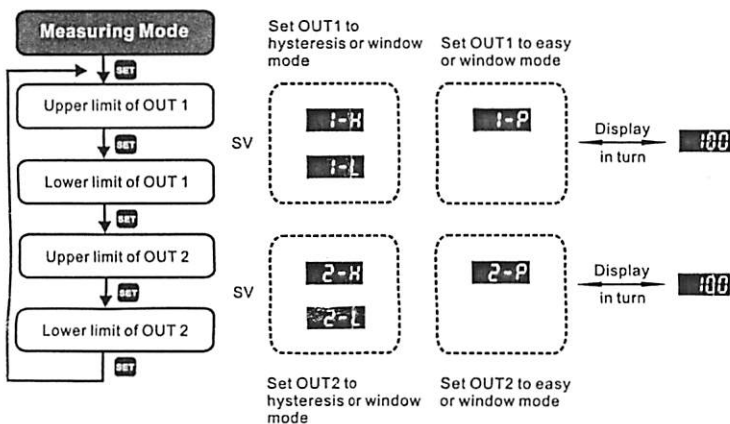 Measuring Mode
SET
Upper limit of OUT 1
SET
Lower limit of OUT 1
SET
Upper limit of OUT 2
SET
Lower limit of OUT 2
SET
Set OUT1 to
hysteresis or window
mode
Set OUT1 to easy
or window mode
SV
1-H
1-L
1-P
Display
in turn
SV
2-H
2-L
2-P
Display
in turn
Set OUT2 to
hysteresis or window
mode
Set OUT2 to easy
or window mode